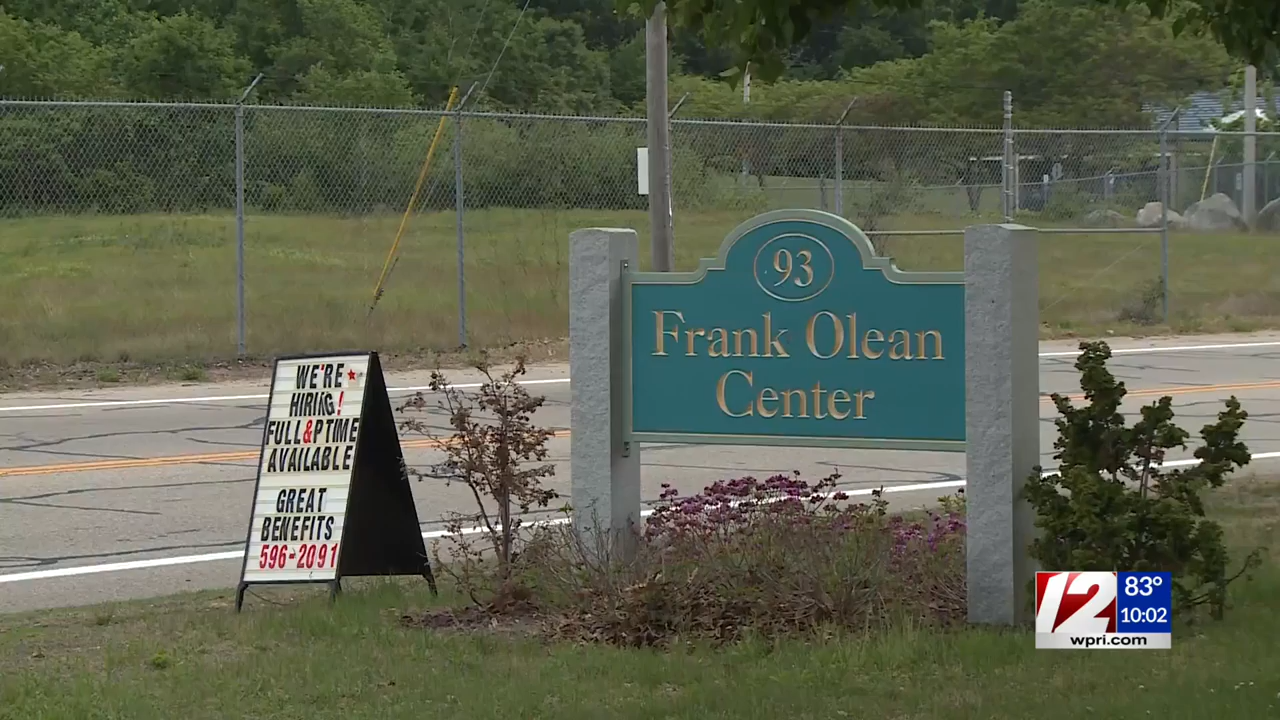 WE'RE
HIRING!
FULL&PTIME
AVAILABLE
GREAT
BENEFITS
596-2091
93
Frank Olean
Center
12
83º
10:02
wpri.com